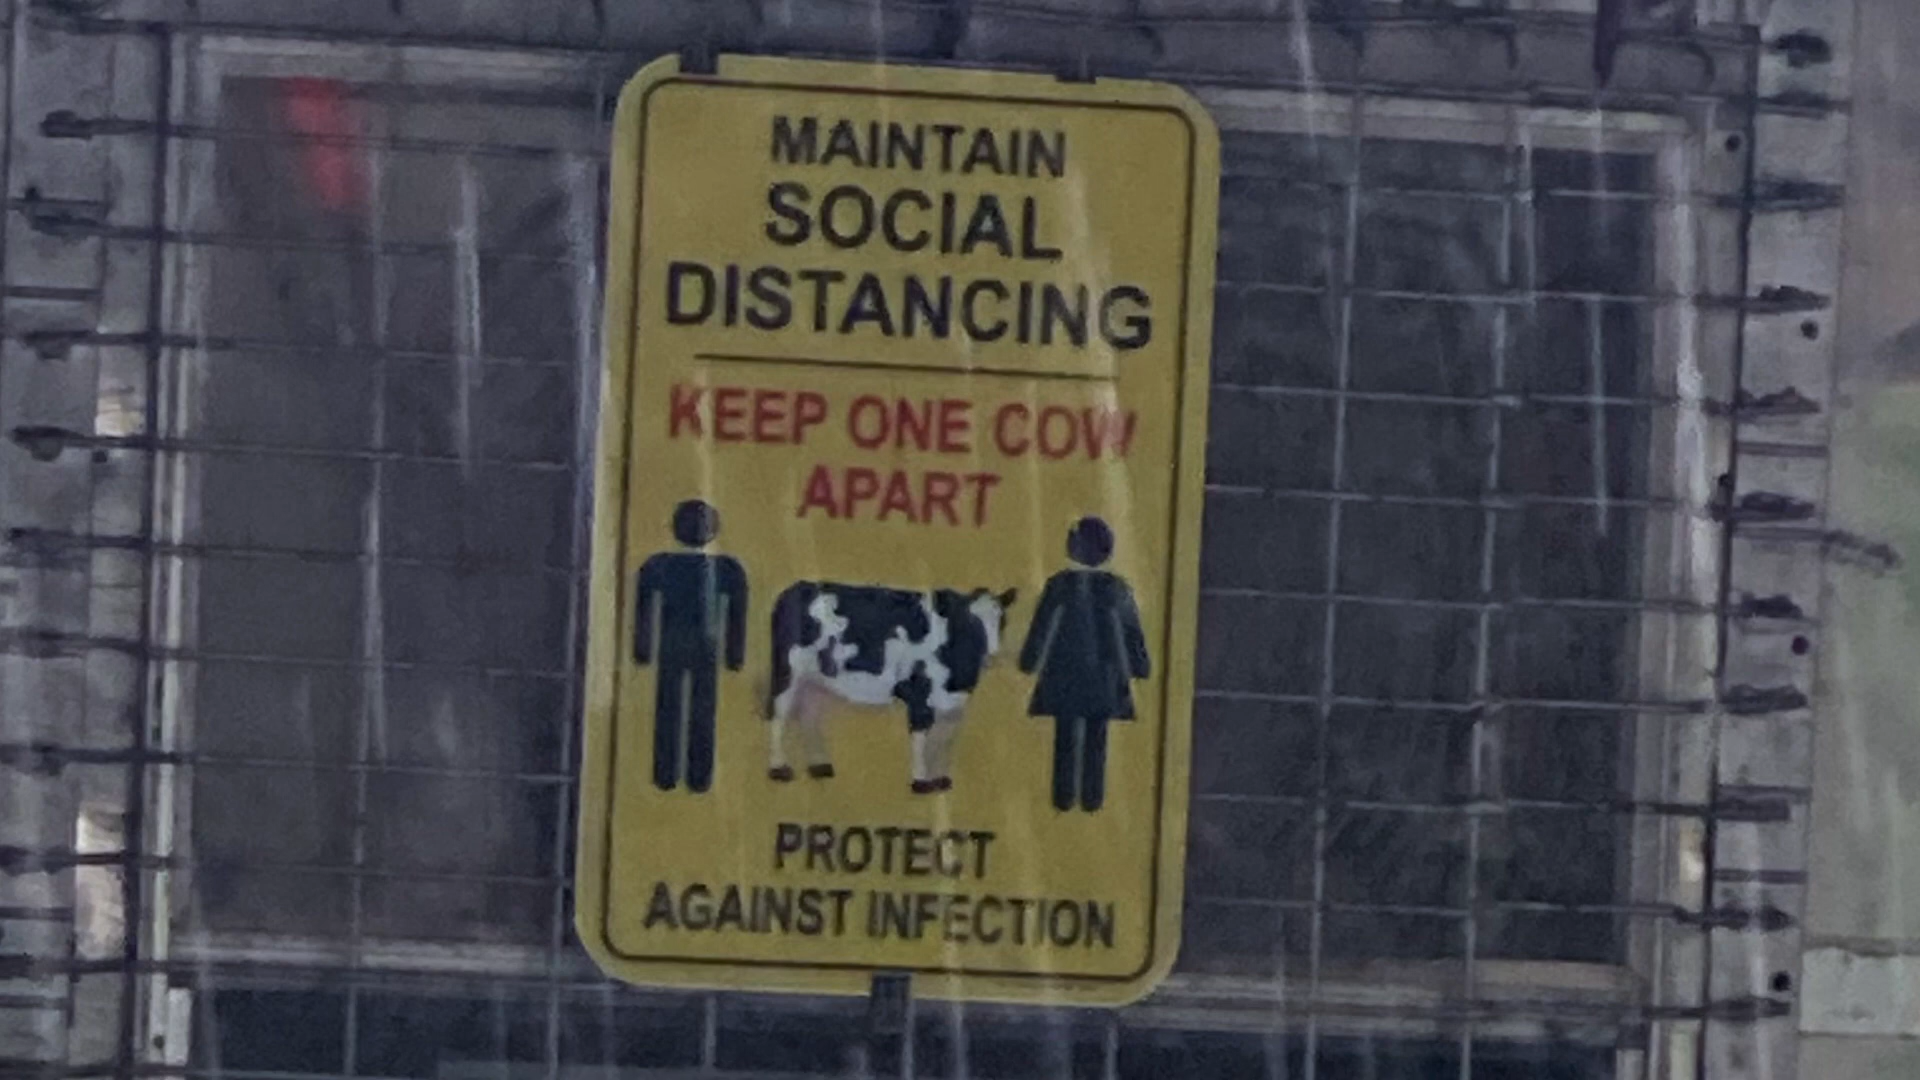 MAINTAIN
SOCIAL
DISTANCING
KEEP ONE COW
APART
PROTECT
AGAINST INFECTION